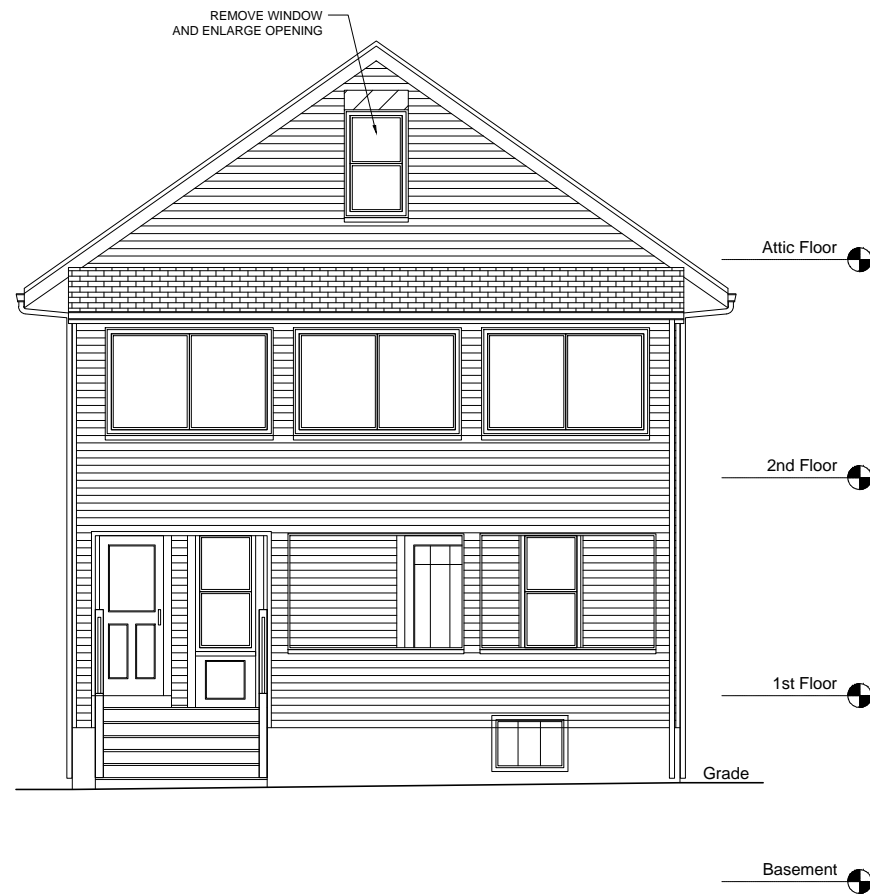 REMOVE WINDOW
AND ENLARGE OPENING
Attic Floor
2nd Floor
1st Floor
Grade
Basement